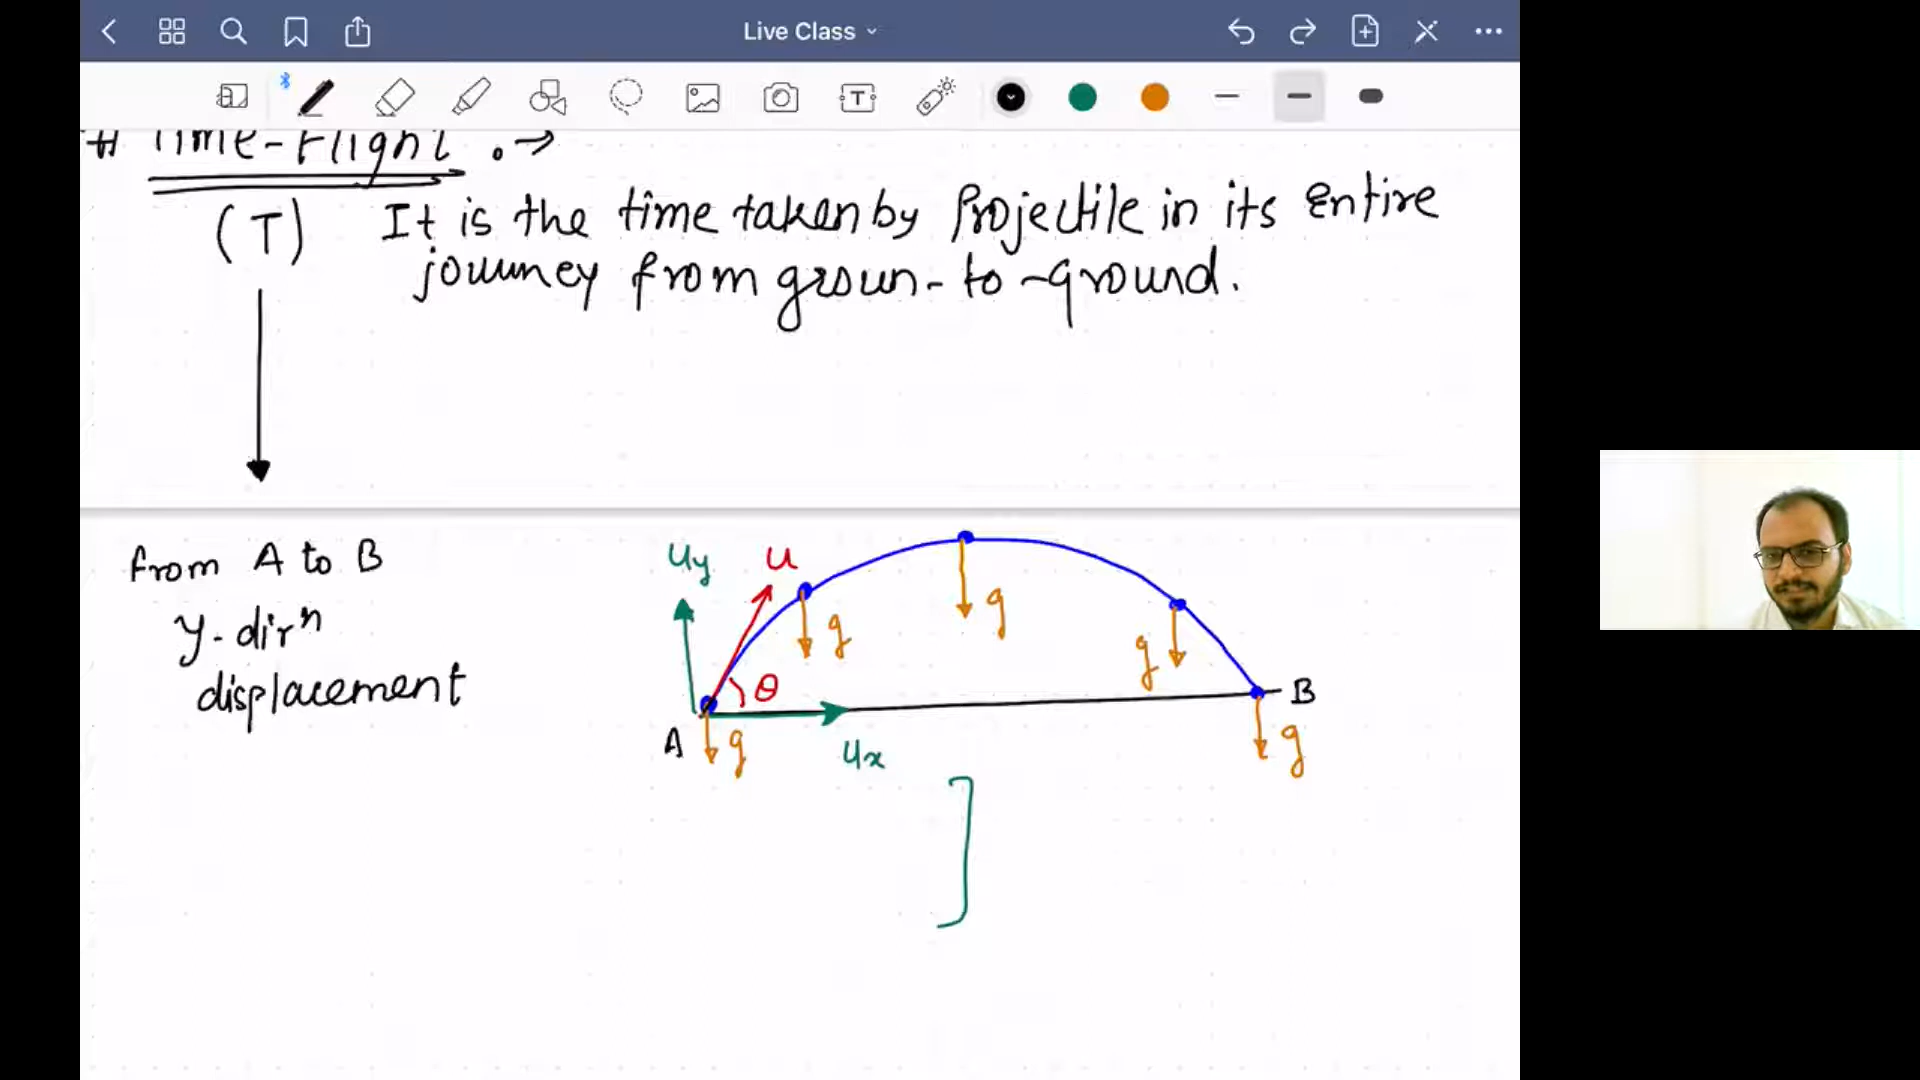 Live Class
# Time-Flight :→
(T) It is the time taken by Projectile in its Entire
journey from groun-to-ground.
from A to B
y-dirⁿ
displacement
uy
u
g
g
g
θ
A
g
ux
B
g